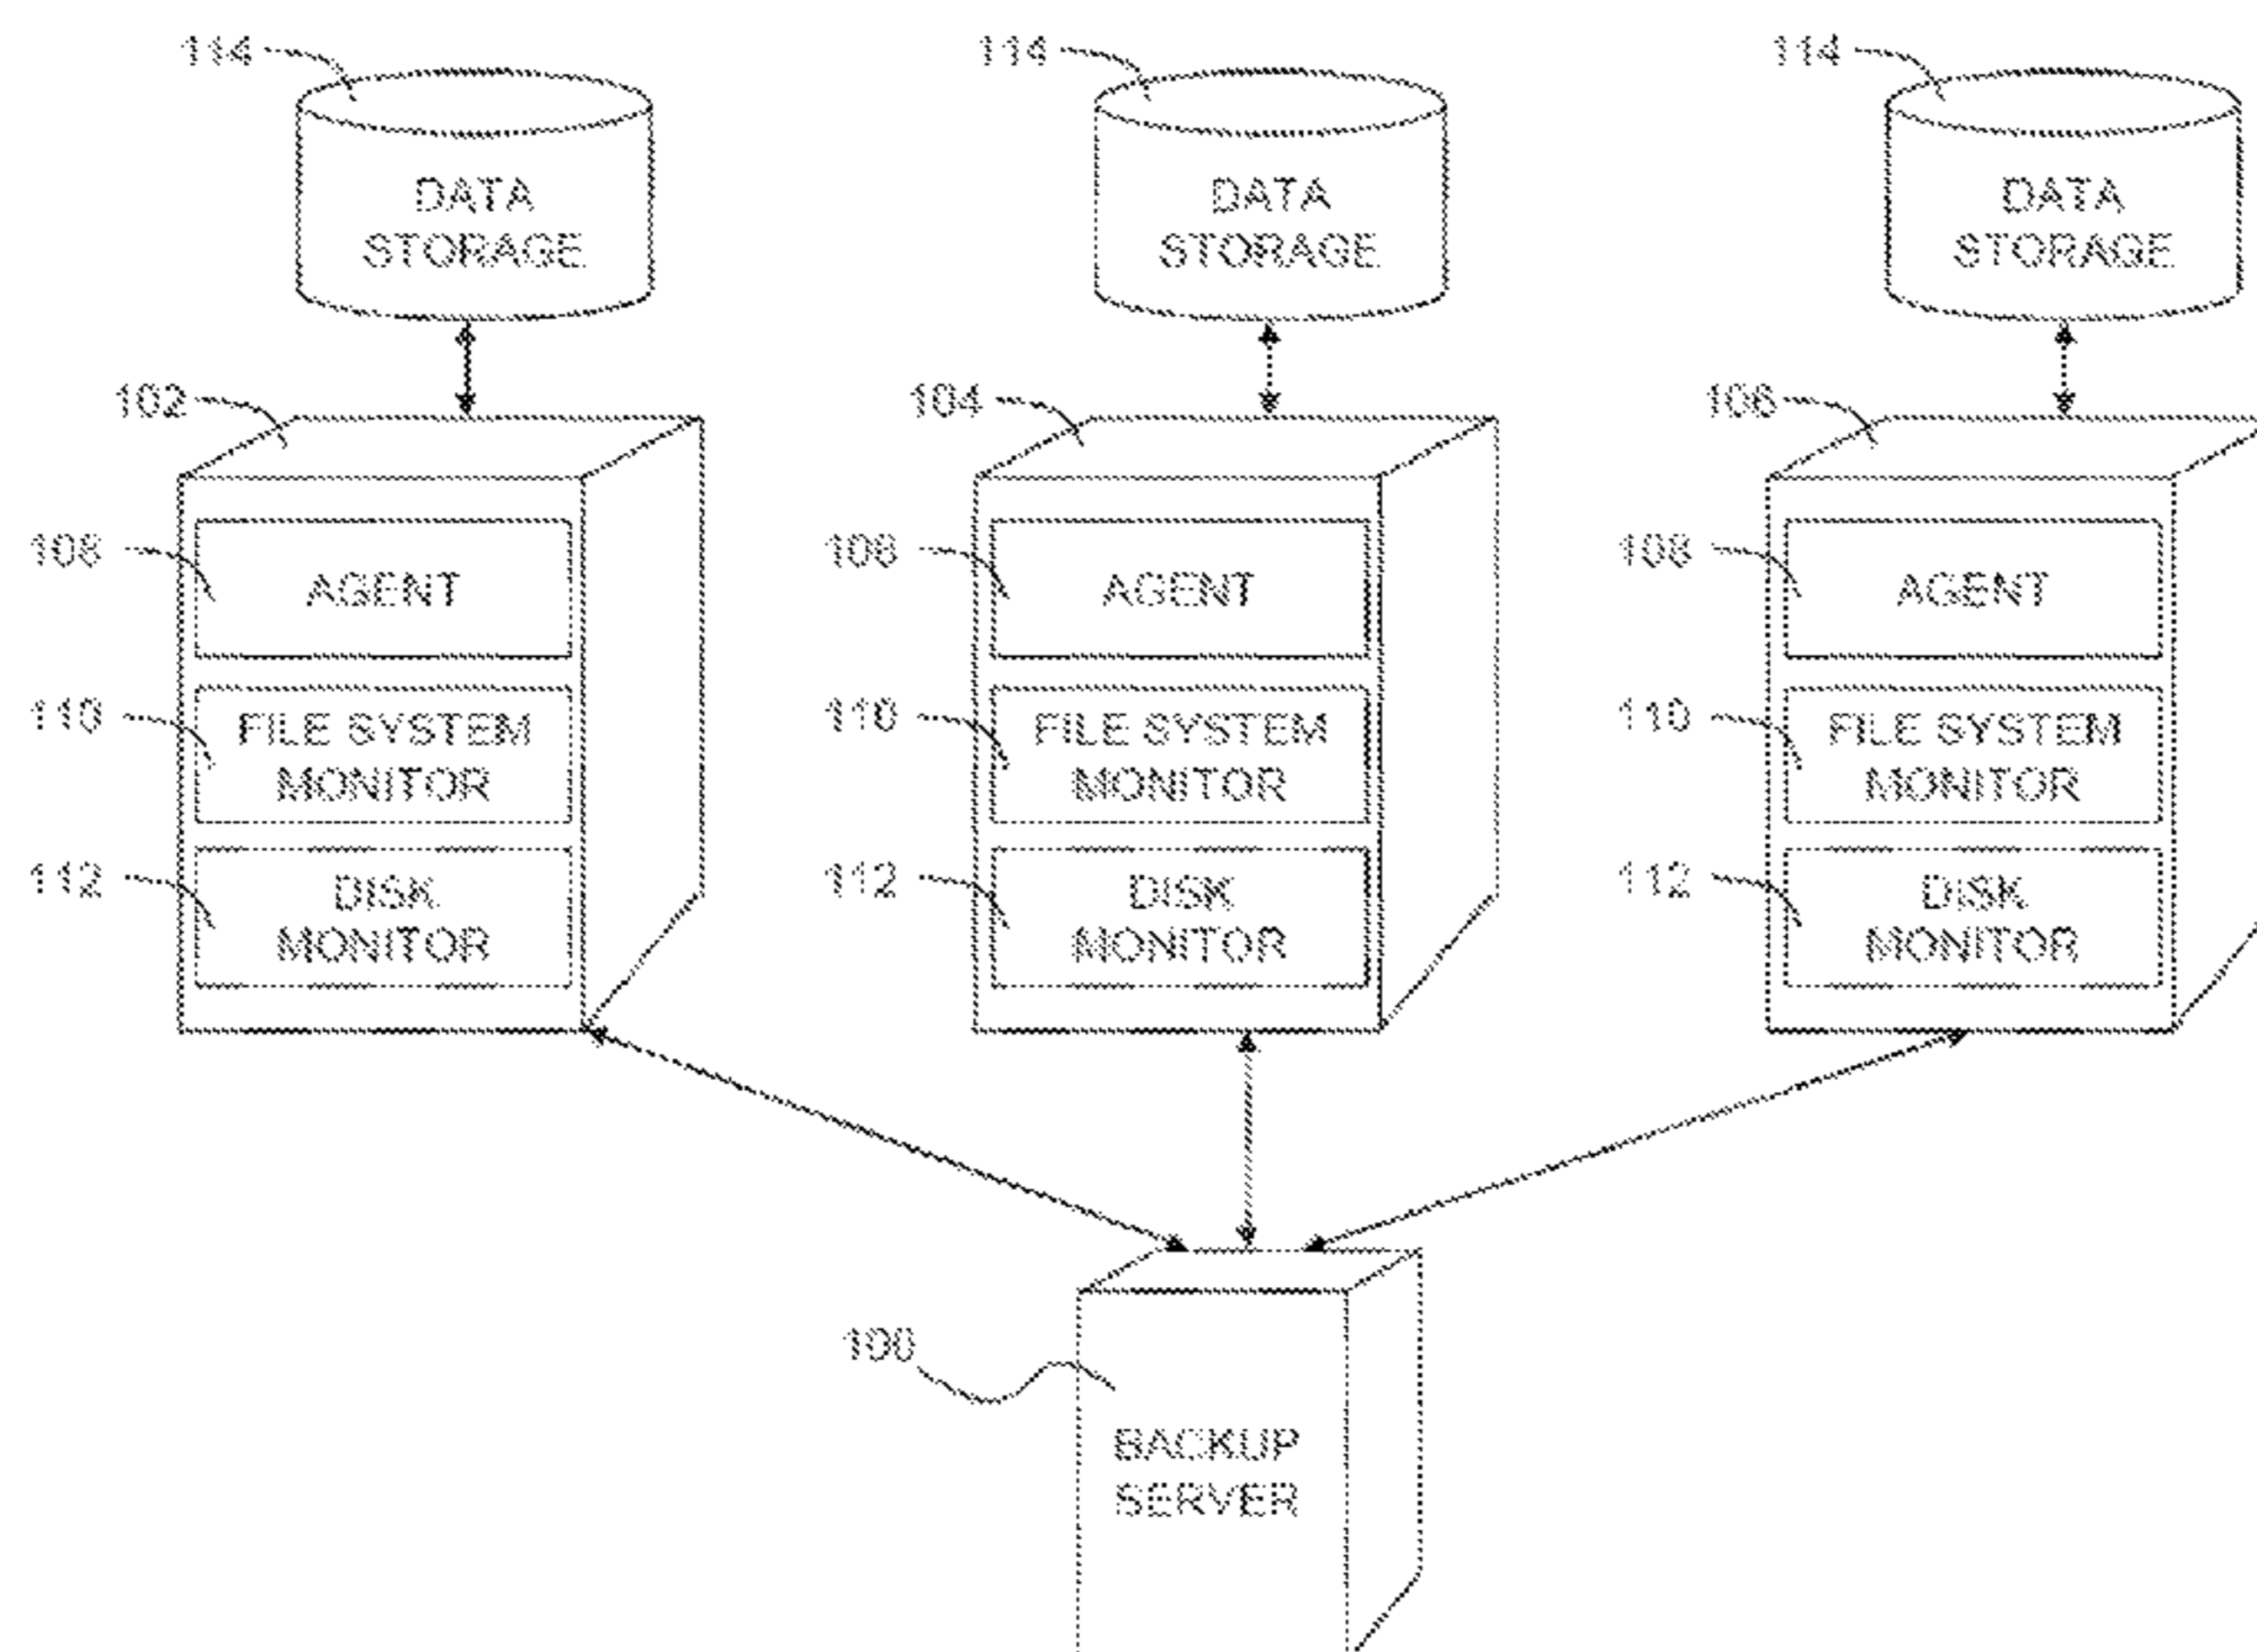 114 114 114
DATA DATA DATA
STORAGE STORAGE STORAGE
102 104 106
108 AGENT 108 AGENT 108 AGENT
110 FILE SYSTEM 110 FILE SYSTEM 110 FILE SYSTEM
MONITOR MONITOR MONITOR
112 DISK 112 DISK 112 DISK
MONITOR MONITOR MONITOR
100
BACKUP
SERVER